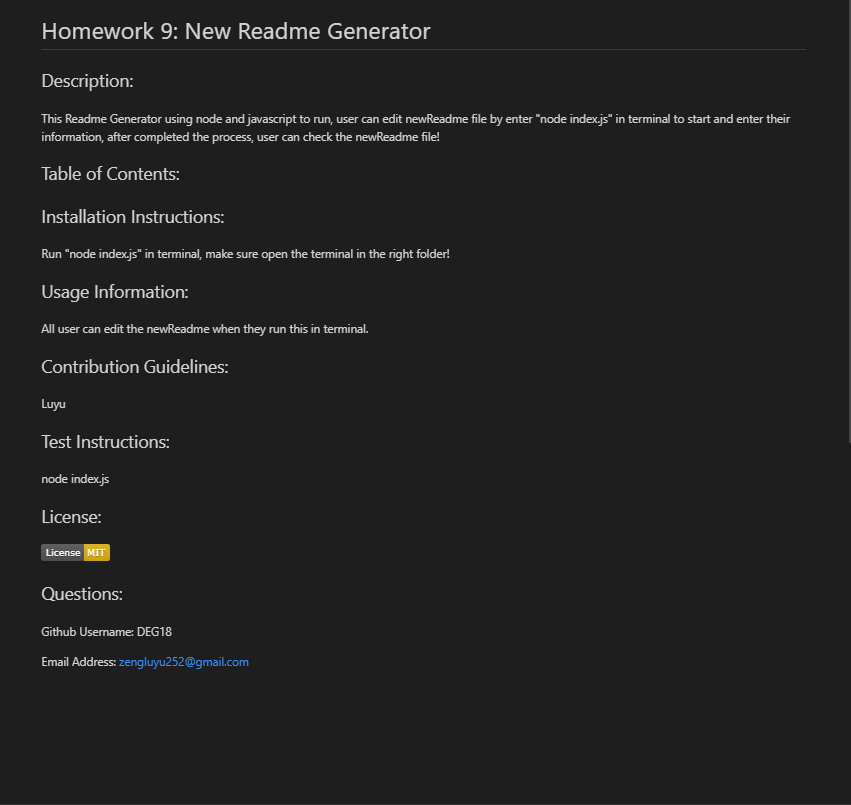 Homework 9: New Readme Generator
Description:
This Readme Generator using node and javascript to run, user can edit newReadme file by enter "node index.js" in terminal to start and enter their
information, after completed the process, user can check the newReadme file!
Table of Contents:
Installation Instructions:
Run "node index.js" in terminal, make sure open the terminal in the right folder!
Usage Information:
All user can edit the newReadme when they run this in terminal.
Contribution Guidelines:
Luyu
Test Instructions:
node index.js
License:
License MIT
Questions:
Github Username: DEG18
Email Address: zengluyu252@gmail.com